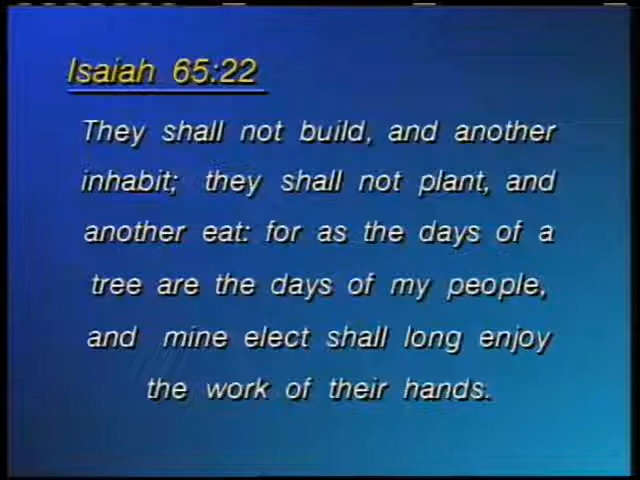 Isaiah 65:22
They shall not build, and another
inhabit; they shall not plant, and
another eat: for as the days of a
tree are the days of my people,
and mine elect shall long enjoy
the work of their hands.